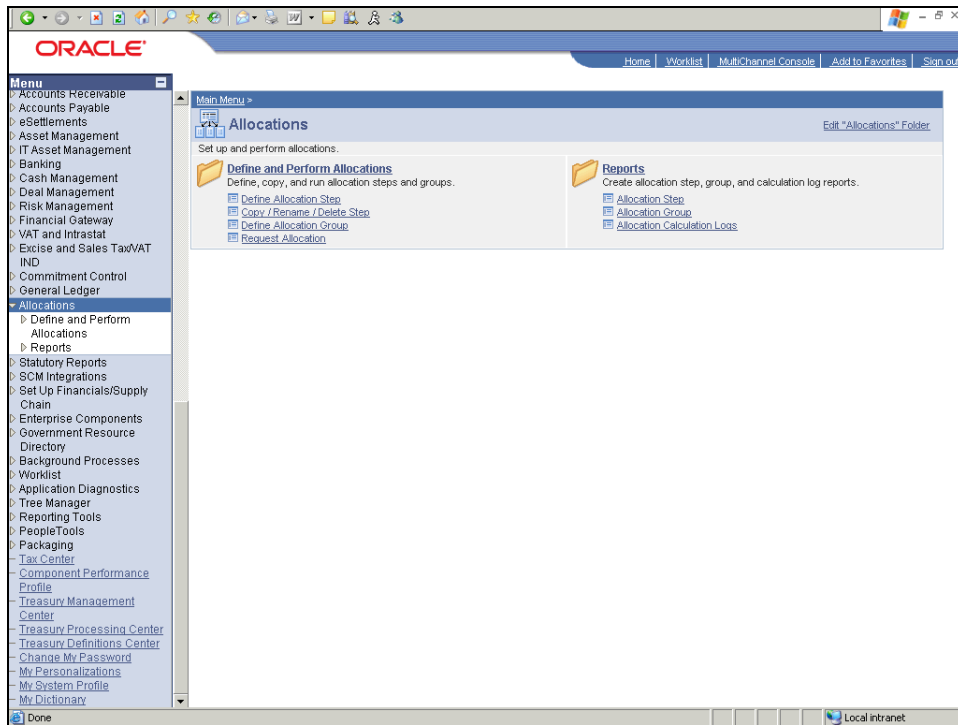 ORACLE
Home | Worklist | MultiChannel Console | Add to Favorites | Sign out
Menu
Accounts Receivable
Accounts Payable
eSettlements
Asset Management
IT Asset Management
Banking
Cash Management
Deal Management
Risk Management
Financial Gateway
VAT and Intrastat
Excise and Sales Tax/VAT
IND
Commitment Control
General Ledger
Allocations
Define and Perform
Allocations
Reports
Statutory Reports
SCM Integrations
Set Up Financials/Supply
Chain
Enterprise Components
Government Resource
Directory
Background Processes
Worklist
Application Diagnostics
Tree Manager
Reporting Tools
PeopleTools
Packaging
Tax Center
Component Performance
Profile
Treasury Management
Center
Treasury Processing Center
Treasury Definitions Center
Change My Password
My Personalizations
My System Profile
My Dictionary
Main Menu >
Allocations
Edit "Allocations" Folder
Set up and perform allocations.
Define and Perform Allocations
Define, copy, and run allocation steps and groups.
Define Allocation Step
Copy / Rename / Delete Step
Define Allocation Group
Request Allocation
Reports
Create allocation step, group, and calculation log reports.
Allocation Step
Allocation Group
Allocation Calculation Logs
Done
Local intranet